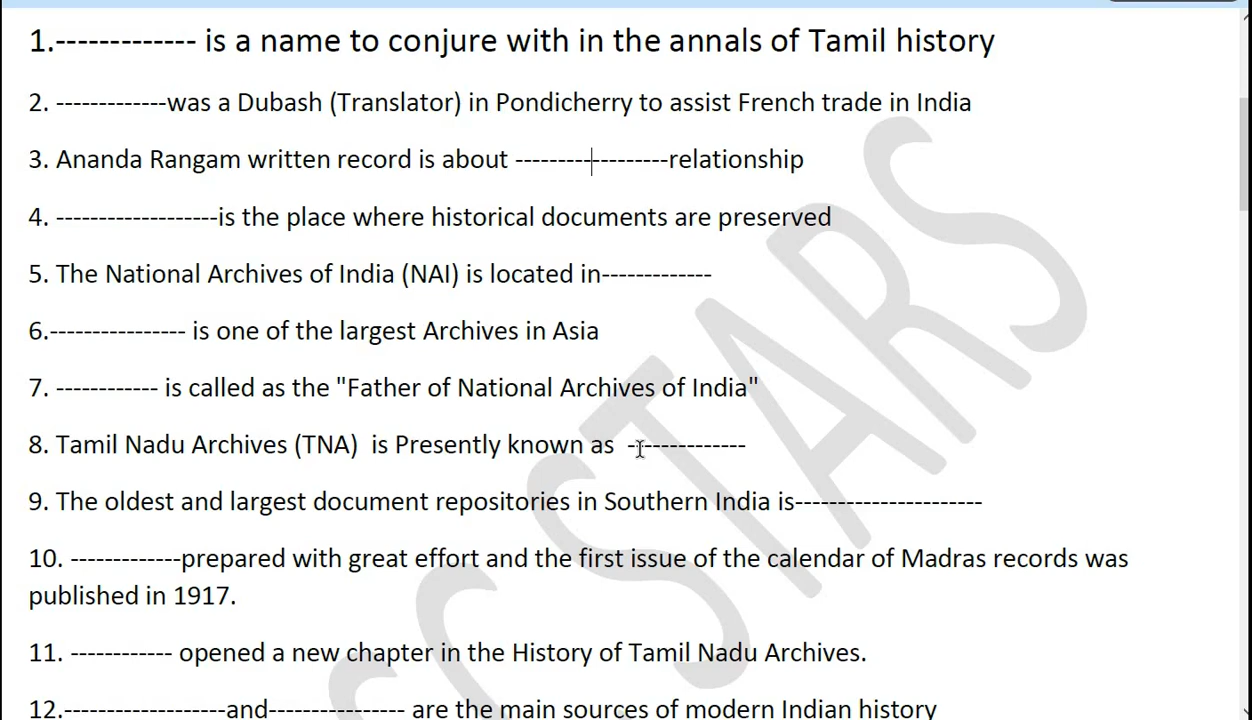 1.------------- is a name to conjure with in the annals of Tamil history
2. -------------was a Dubash (Translator) in Pondicherry to assist French trade in India
3. Ananda Rangam written record is about ------------------relationship
4. -------------------is the place where historical documents are preserved
5. The National Archives of India (NAI) is located in-------------
6.---------------- is one of the largest Archives in Asia
7. ------------ is called as the "Father of National Archives of India"
8. Tamil Nadu Archives (TNA)  is Presently known as  --------------
9. The oldest and largest document repositories in Southern India is----------------------
10. -------------prepared with great effort and the first issue of the calendar of Madras records was
published in 1917.
11. ------------ opened a new chapter in the History of Tamil Nadu Archives.
12.-------------------and---------------- are the main sources of modern Indian history
C STARS